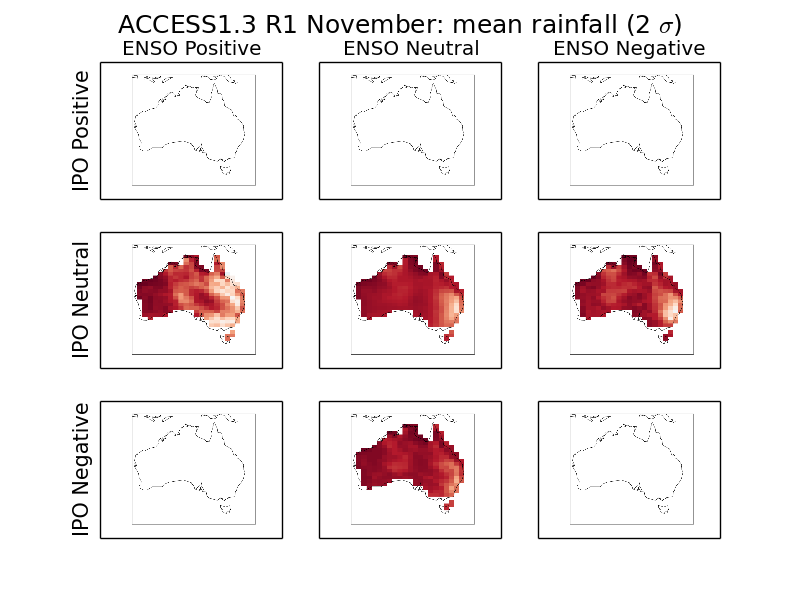 ACCESS1.3 R1 November: mean rainfall (2 σ)
ENSO Positive
ENSO Neutral
ENSO Negative
IPO Positive
IPO Neutral
IPO Negative